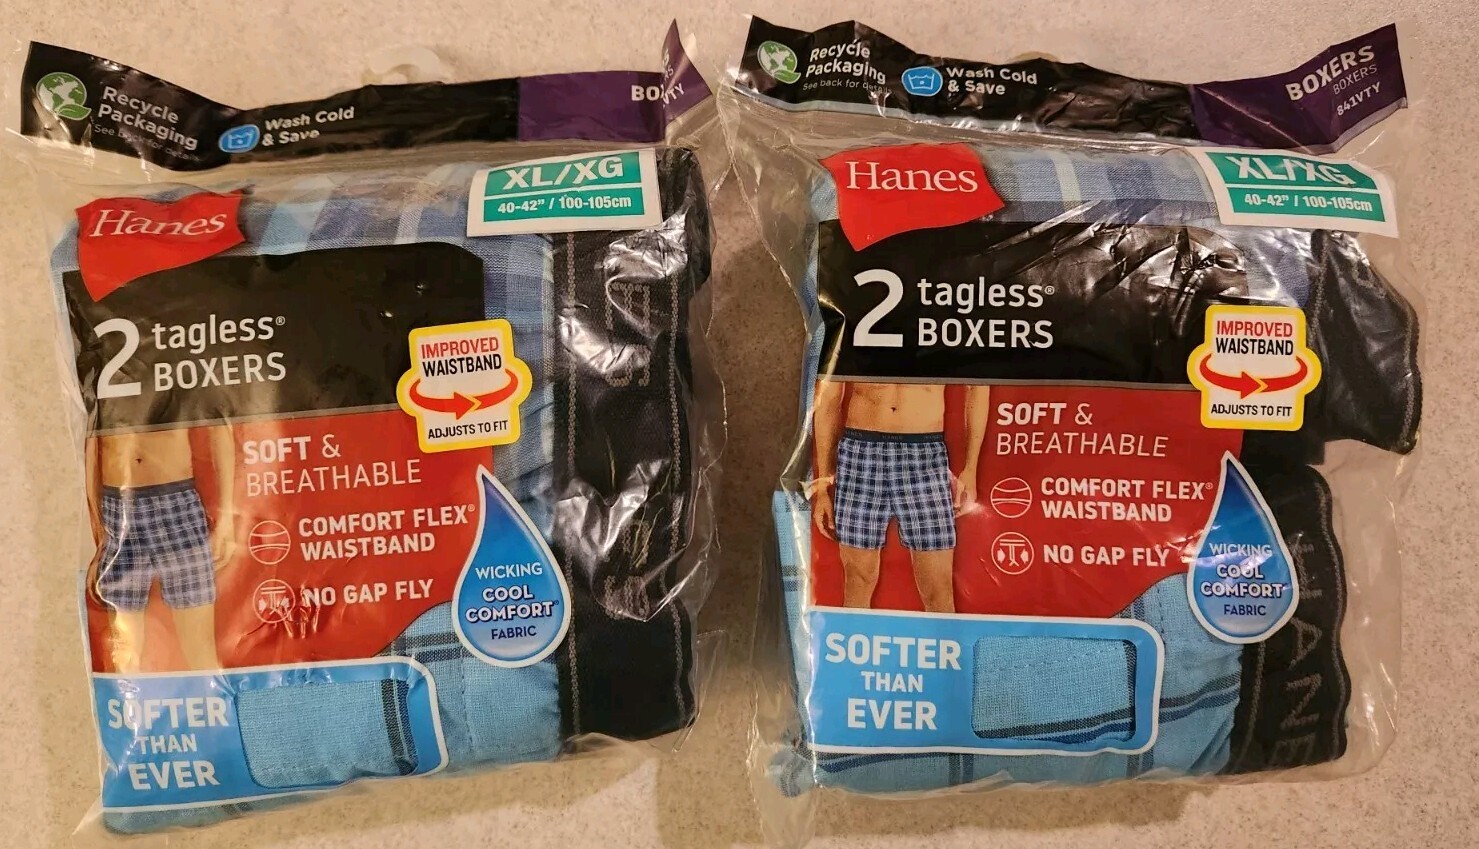 Recycle
Packaging
See back for details
Wash Cold
& Save
Hanes
XL/XG
40-42" / 100-105cm
2 tagless®
BOXERS
IMPROVED
WAISTBAND
ADJUSTS TO FIT
SOFT &
BREATHABLE
COMFORT FLEX®
WAISTBAND
NO GAP FLY
WICKING
COOL
COMFORT®
FABRIC
SOFTER
THAN
EVER
Recycle
Packaging
See back for details
Wash Cold
& Save
BOXERS
BOXERS
841VTY
Hanes
XL/XG
40-42" / 100-105cm
2 tagless®
BOXERS
IMPROVED
WAISTBAND
ADJUSTS TO FIT
SOFT &
BREATHABLE
COMFORT FLEX®
WAISTBAND
NO GAP FLY
WICKING
COOL
COMFORT®
FABRIC
SOFTER
THAN
EVER
HANE